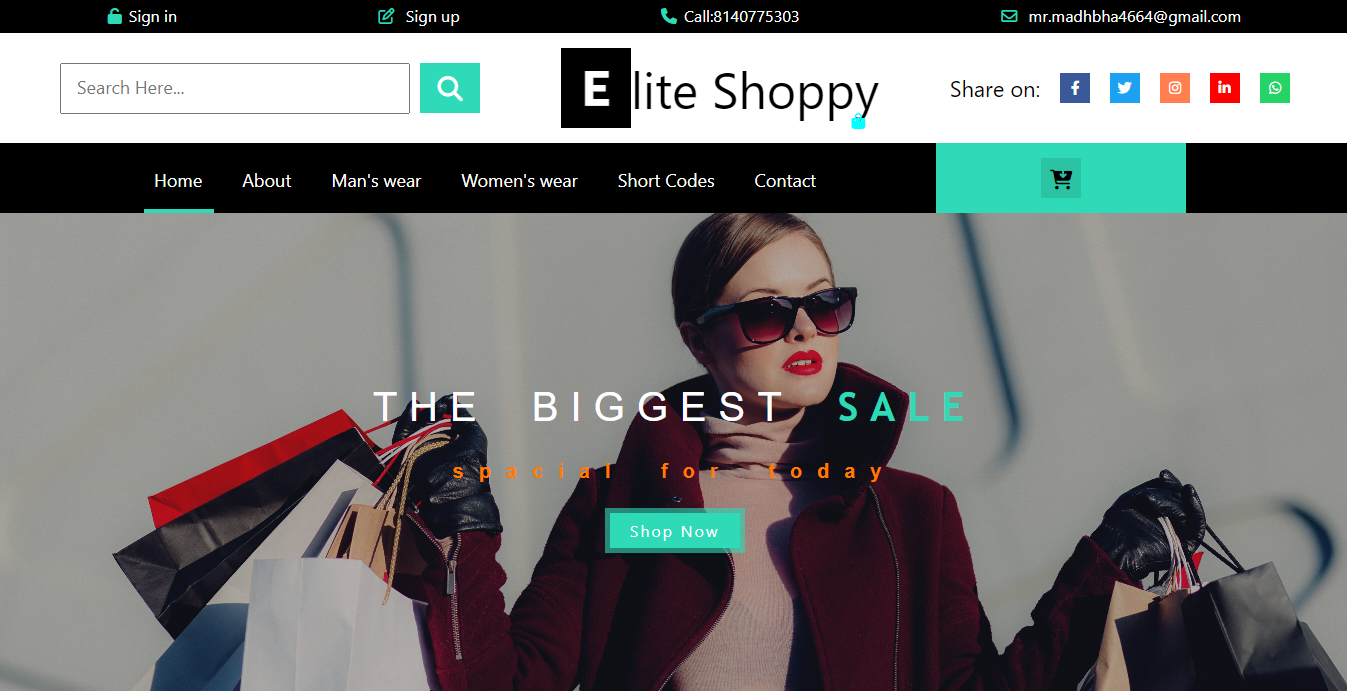 Sign in
Sign up
Call:8140775303
mr.madhbha4664@gmail.com
Search Here...
Elite Shoppy
Share on:
Home
About
Man's wear
Women's wear
Short Codes
Contact
THE BIGGEST SALE
spacial for today
Shop Now